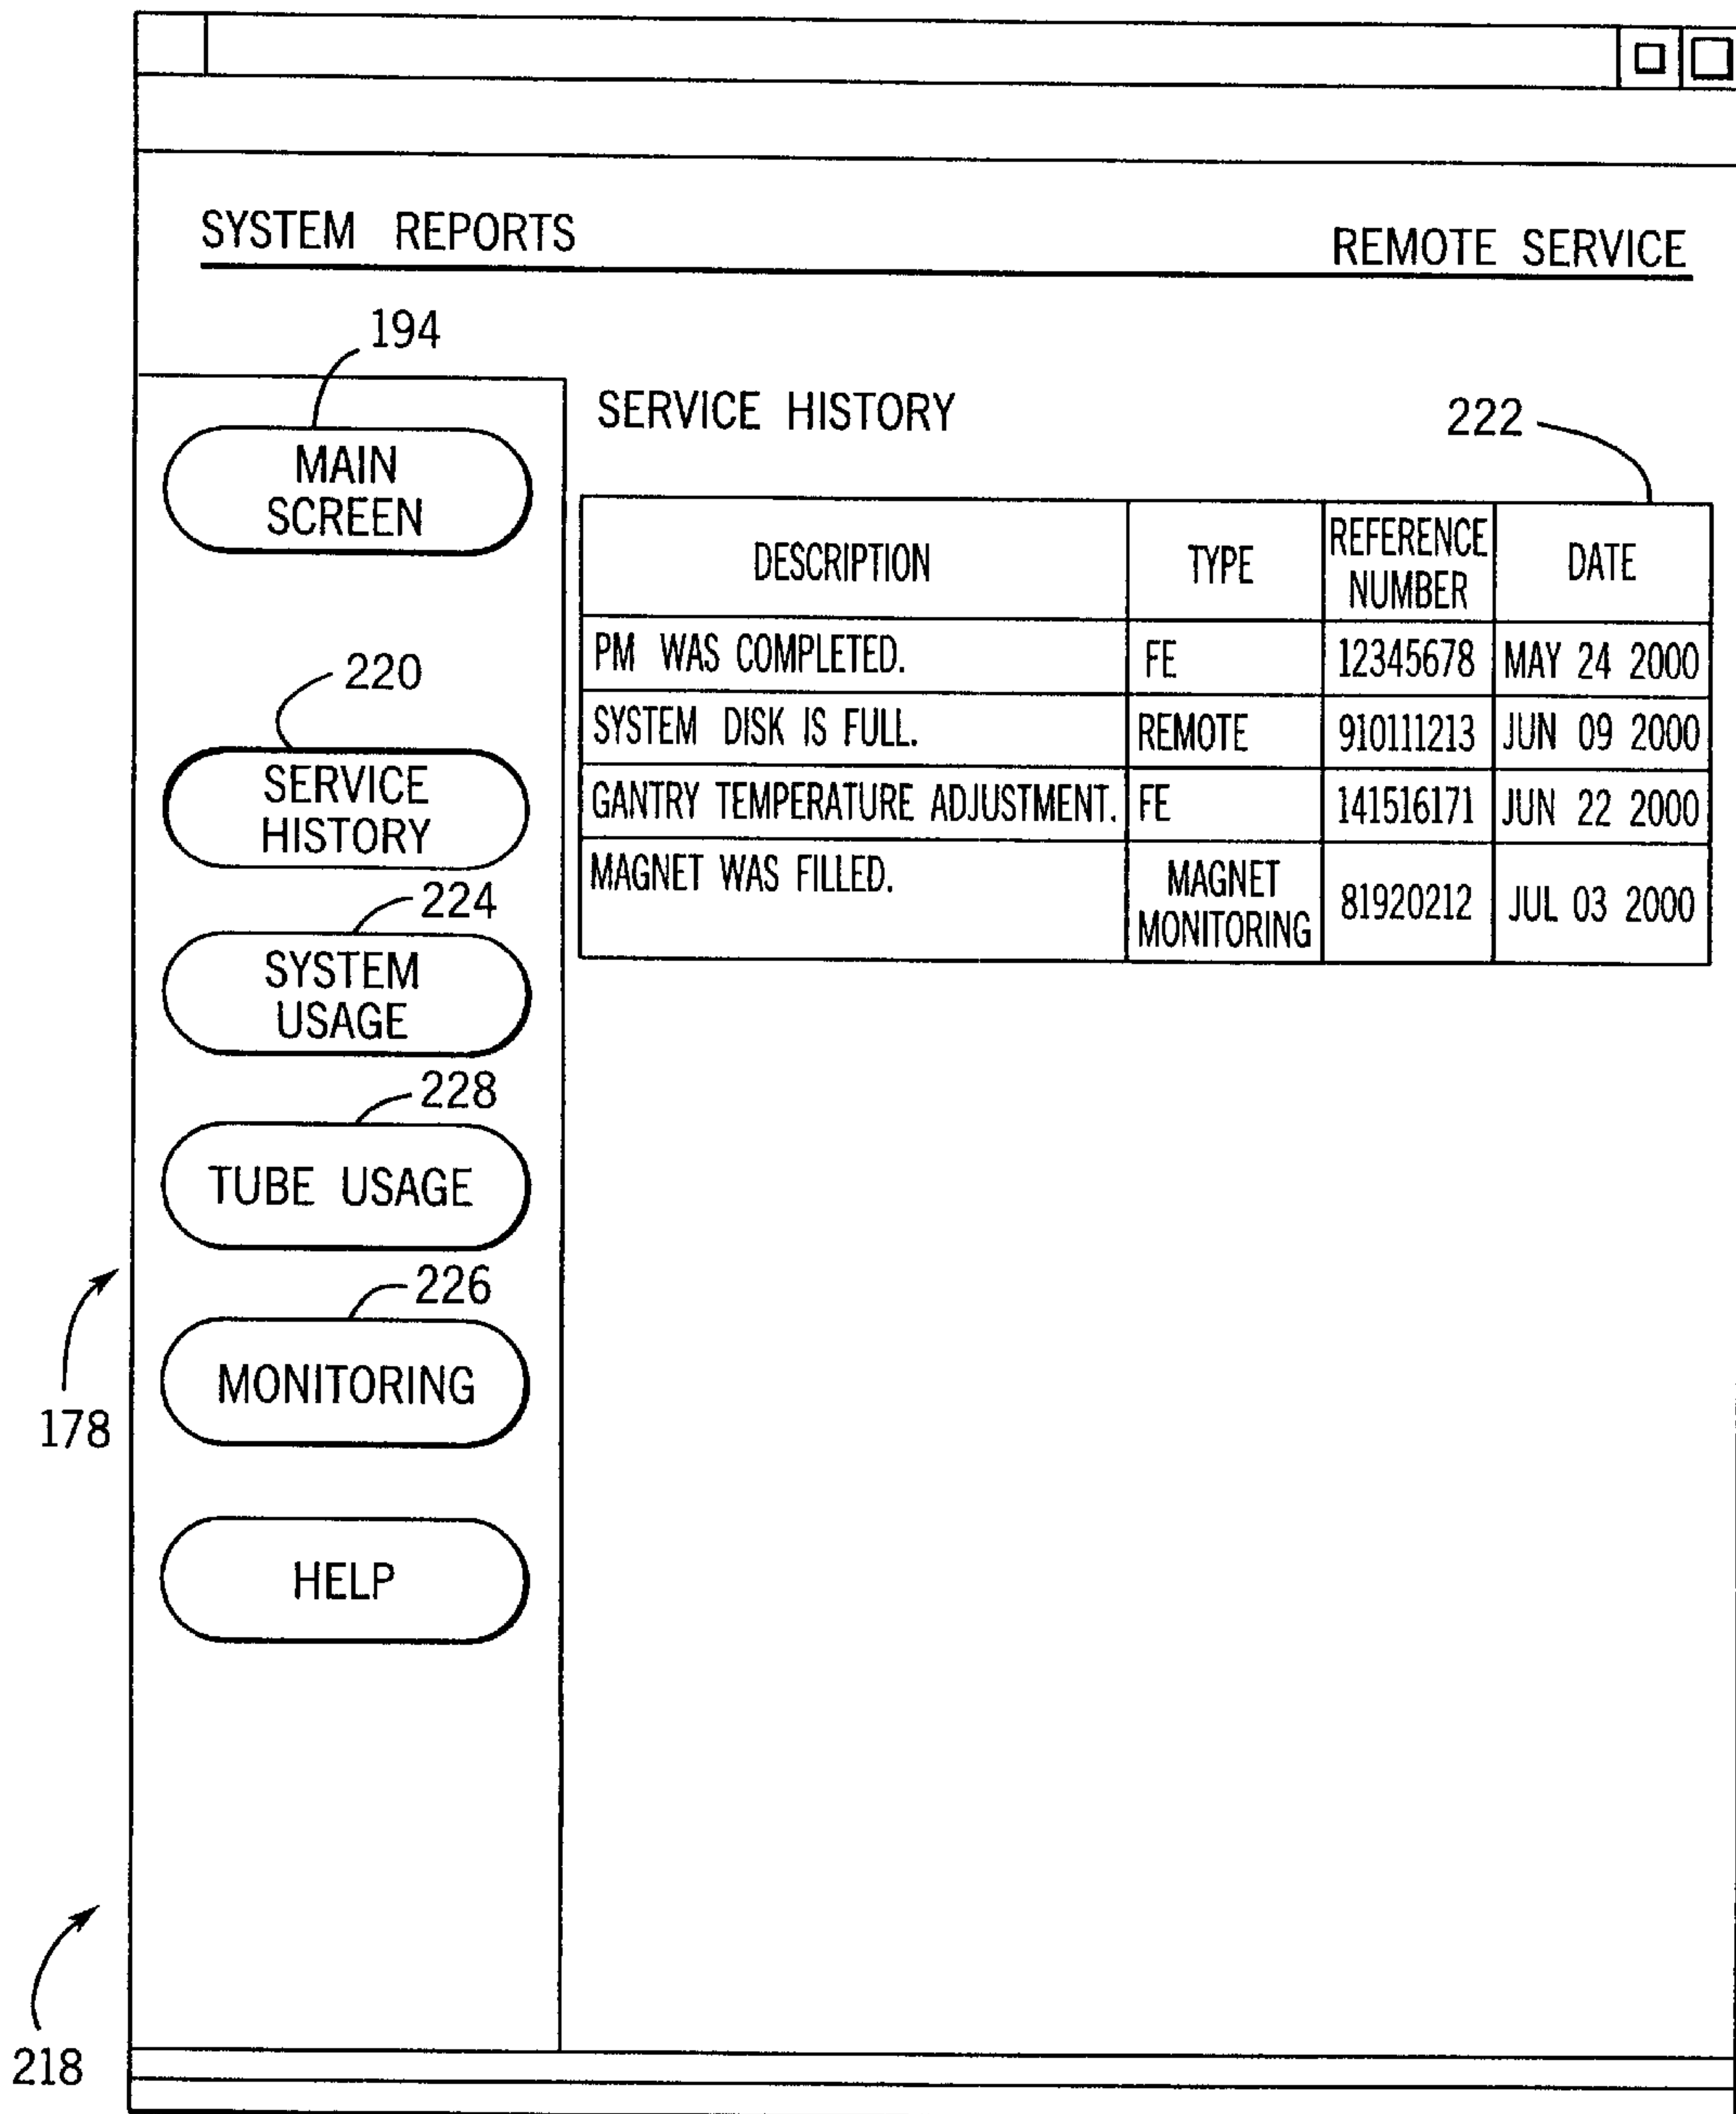 SYSTEM REPORTS
REMOTE SERVICE
194
MAIN
SCREEN
220
SERVICE
HISTORY
224
SYSTEM
USAGE
228
TUBE USAGE
226
MONITORING
HELP
178
218
SERVICE HISTORY
222
DESCRIPTION TYPE REFERENCE NUMBER DATE
PM WAS COMPLETED. FE 12345678 MAY 24 2000
SYSTEM DISK IS FULL. REMOTE 910111213 JUN 09 2000
GANTRY TEMPERATURE ADJUSTMENT. FE 141516171 JUN 22 2000
MAGNET WAS FILLED. MAGNET MONITORING 81920212 JUL 03 2000